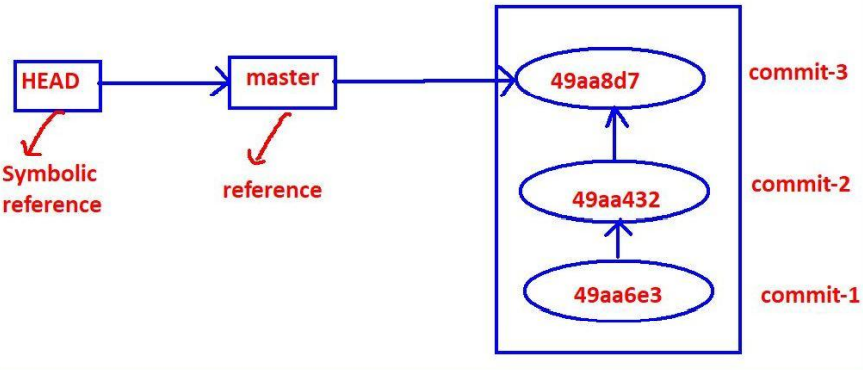 HEAD
master
49aa8d7
commit-3
Symbolic
reference
reference
49aa432
commit-2
49aa6e3
commit-1